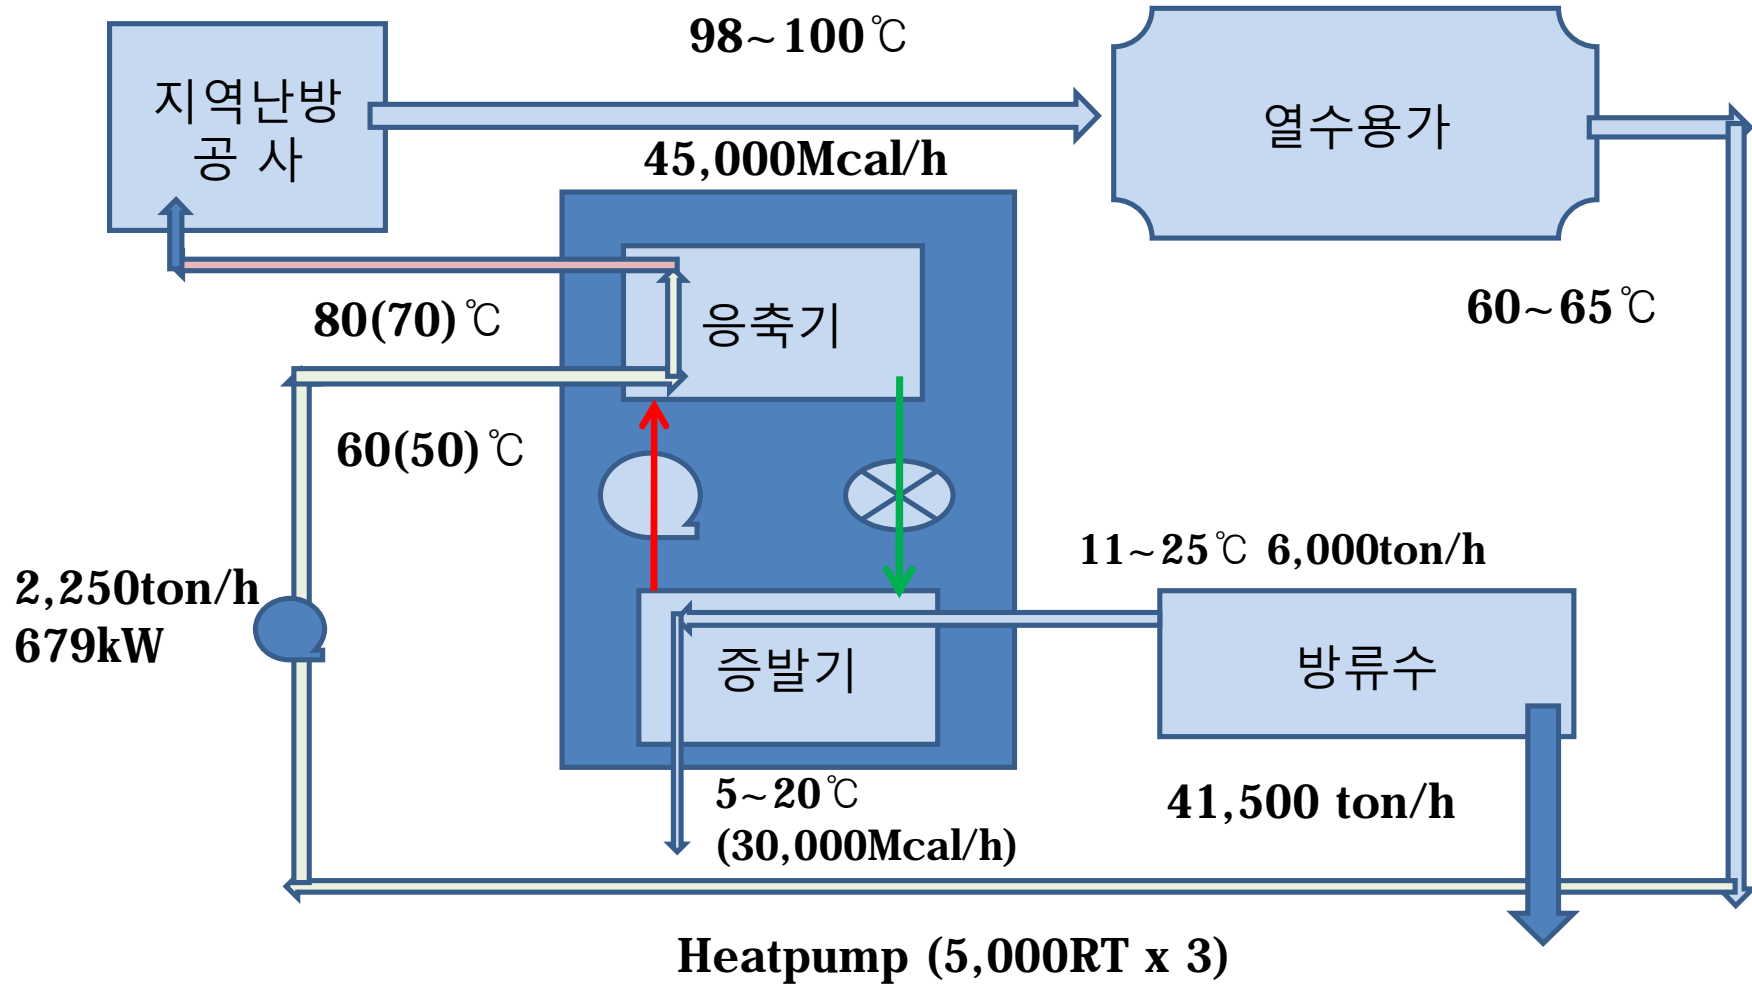 98~100℃
지역난방
공 사
열수용가
45,000Mcal/h
80(70)℃
응축기
60~65℃
60(50)℃
11~25℃ 6,000ton/h
2,250ton/h
679kW
증발기
방류수
5~20℃
(30,000Mcal/h)
41,500 ton/h
Heatpump (5,000RT x 3)